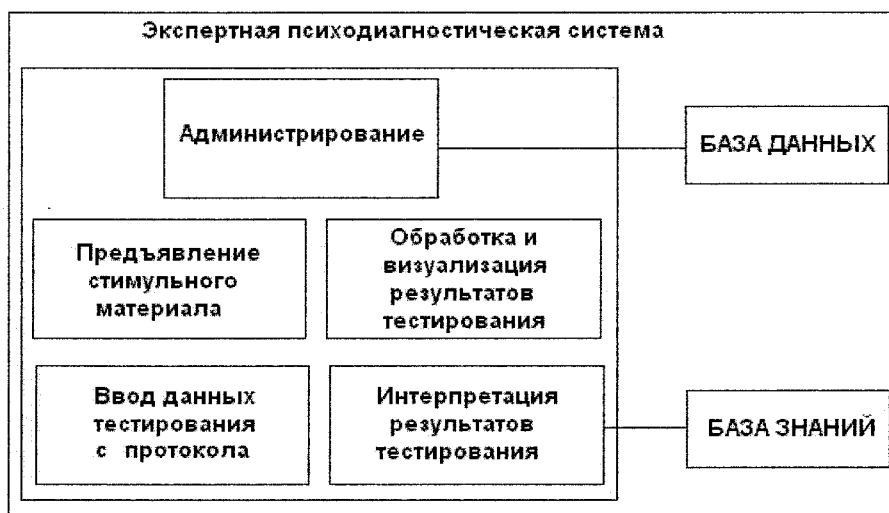 Экспертная психодиагностическая система
Администрирование
БАЗА ДАННЫХ
Предъявление
стимульного
материала
Обработка и
визуализация
результатов
тестирования
Ввод данных
тестирования
с протокола
Интерпретация
результатов
тестирования
БАЗА ЗНАНИЙ